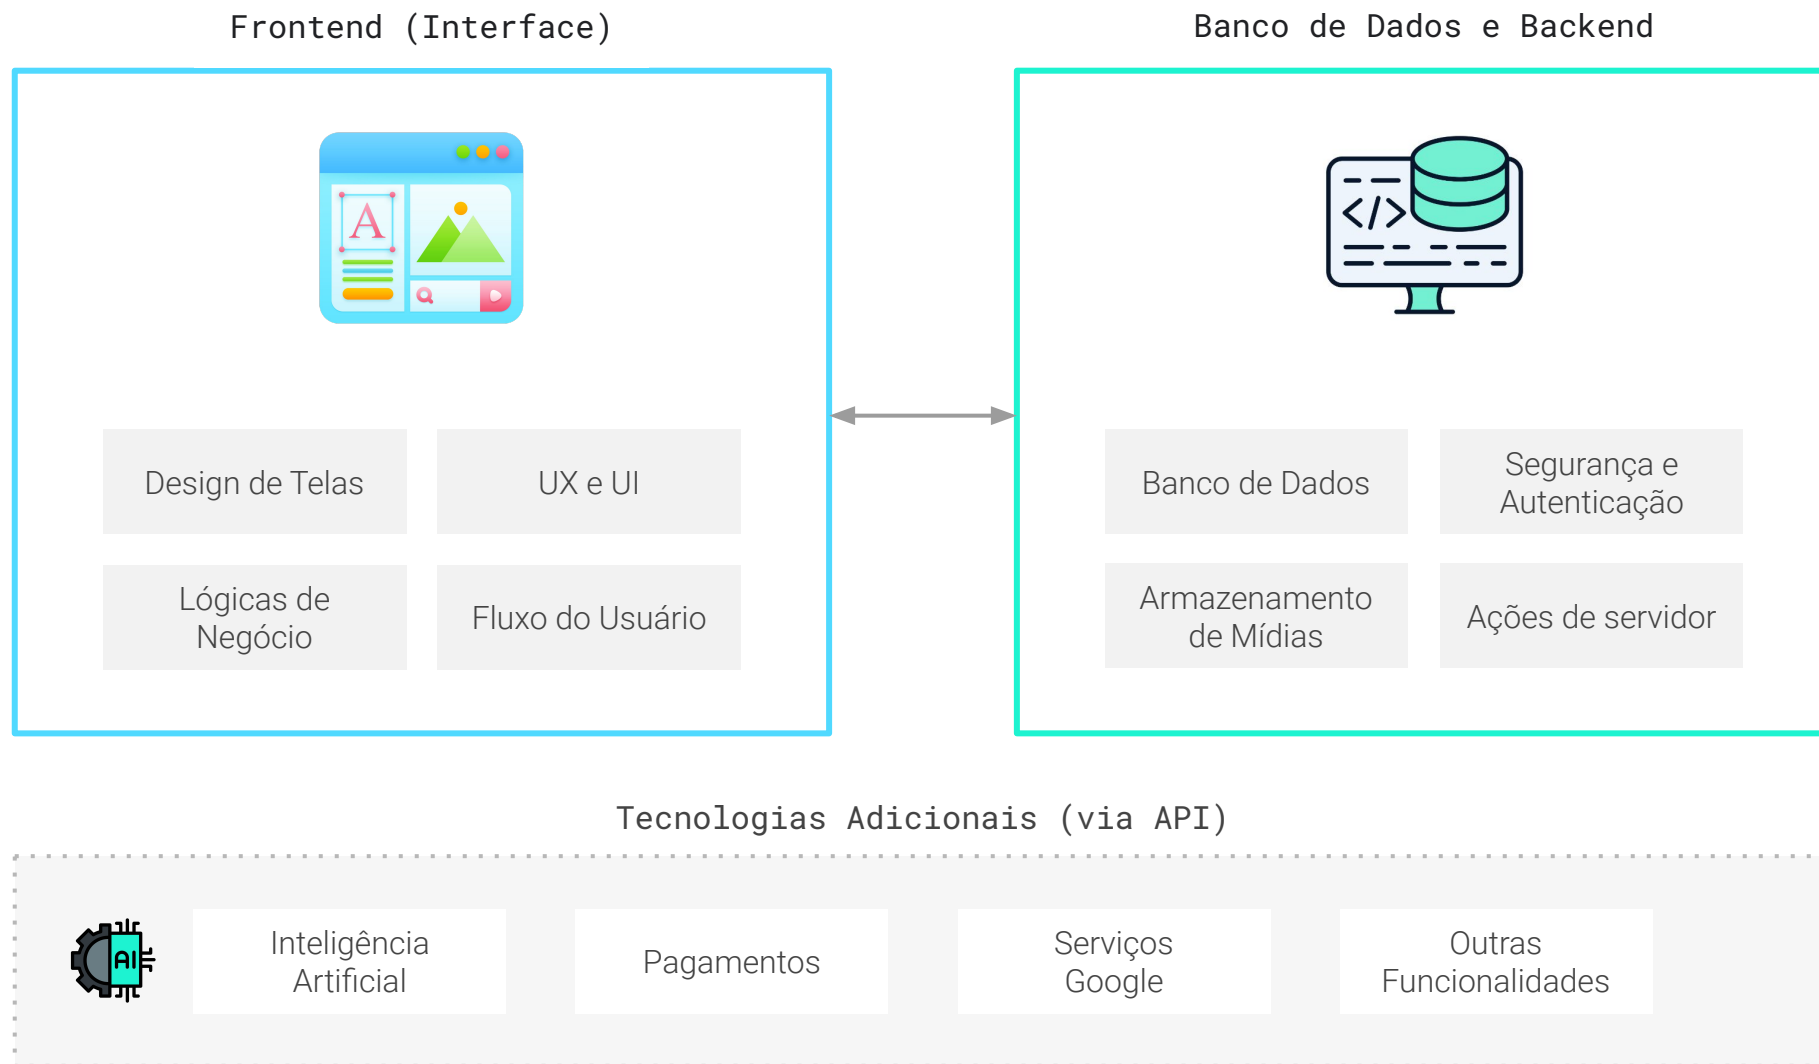 Frontend (Interface)
Banco de Dados e Backend
A
</>
Design de Telas
UX e UI
Lógicas de
Negócio
Fluxo do Usuário
Banco de Dados
Segurança e
Autenticação
Armazenamento
de Mídias
Ações de servidor
Tecnologias Adicionais (via API)
AI
Inteligência
Artificial
Pagamentos
Serviços
Google
Outras
Funcionalidades